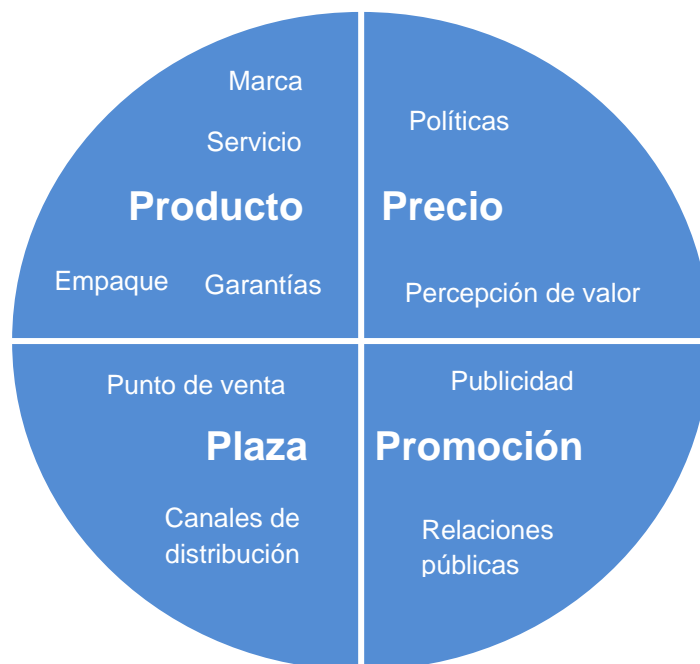 Marca
Servicio
Producto
Empaque
Garantías
Políticas
Precio
Percepción de valor
Punto de venta
Plaza
Canales de
distribución
Publicidad
Promoción
Relaciones
públicas